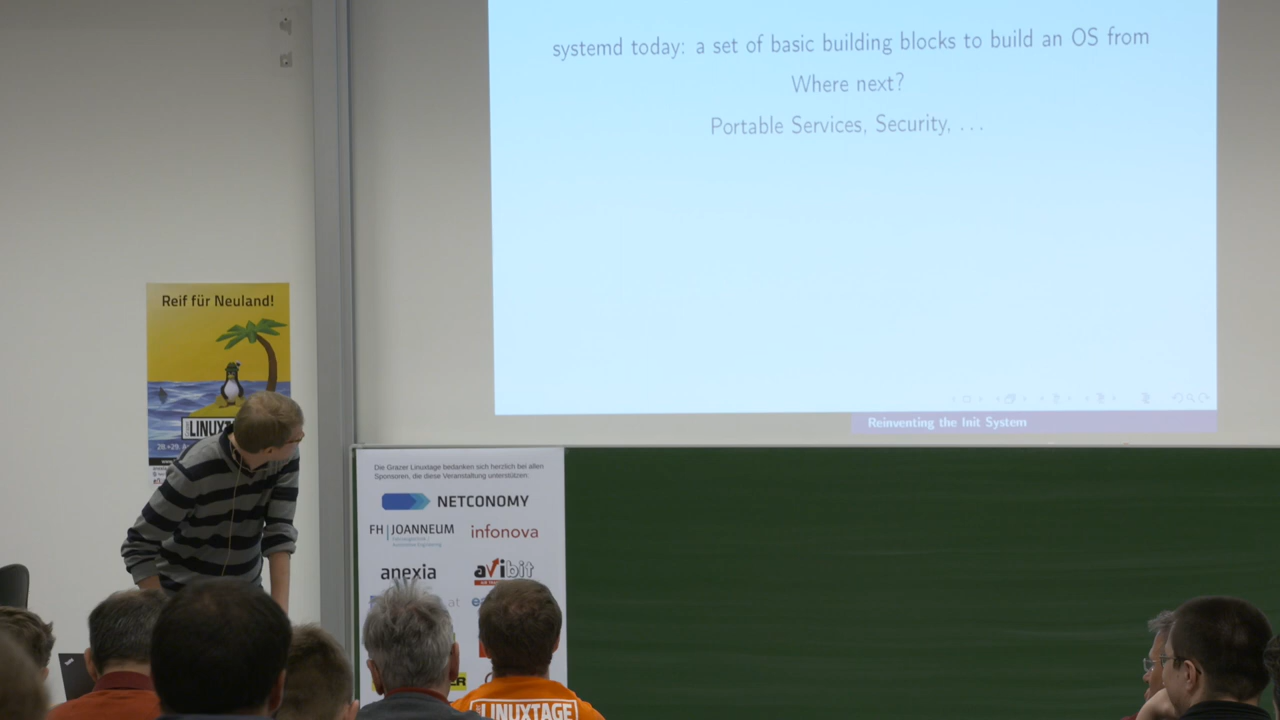 systemd today: a set of basic building blocks to build an OS from
Where next?
Portable Services, Security, ...
Reinventing the Init System
Reif für Neuland!
LINUX
Die Grazer Linuxtage bedanken sich herzlich bei allen
Sponsoren, die diese Veranstaltung unterstützen:
NETCONOMY
FH JOANNEUM
infonova
anexia
avibit
LINUXTAGE